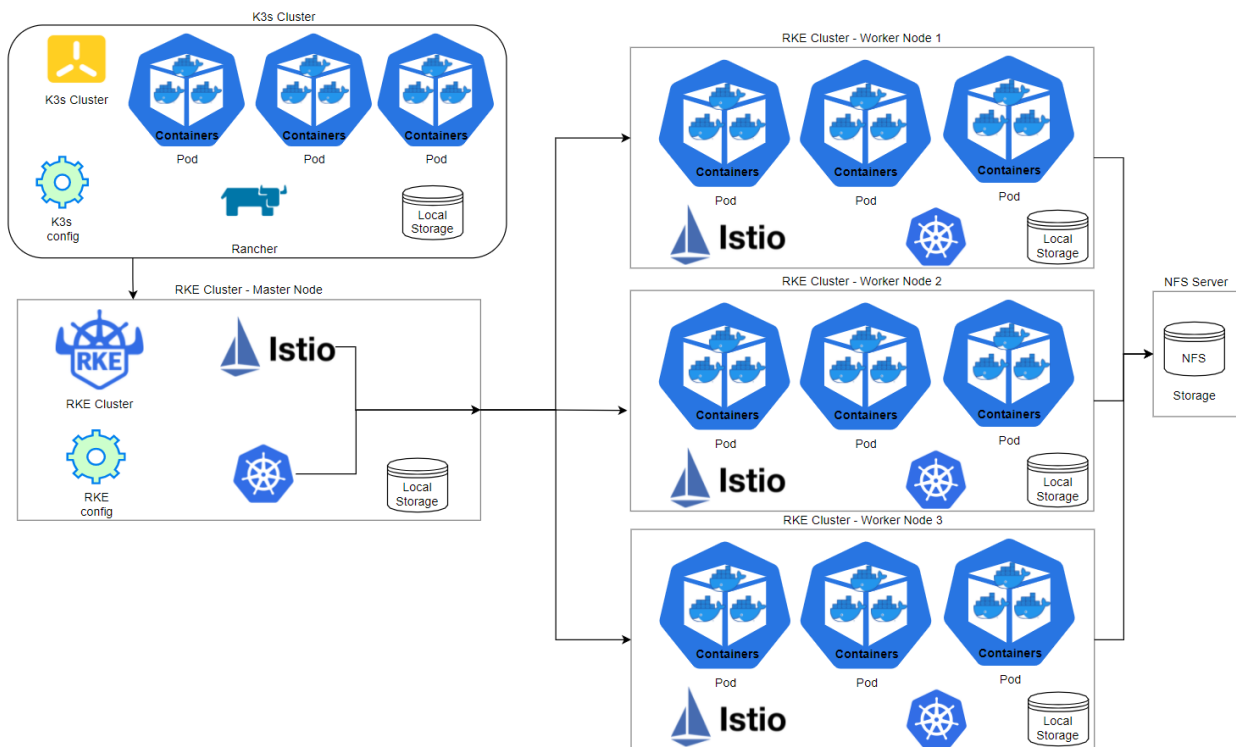 K3s Cluster
K3s Cluster
Containers
Containers
Containers
Pod
Pod
Pod
K3s
config
Rancher
Local
Storage
RKE Cluster - Master Node
RKE
RKE Cluster
Istio
RKE
config
Local
Storage
RKE Cluster - Worker Node 1
Containers
Containers
Containers
Pod
Pod
Pod
Istio
Local
Storage
RKE Cluster - Worker Node 2
Containers
Containers
Containers
Pod
Pod
Pod
Istio
Local
Storage
RKE Cluster - Worker Node 3
Containers
Containers
Containers
Pod
Pod
Pod
Istio
Local
Storage
NFS Server
NFS
Storage